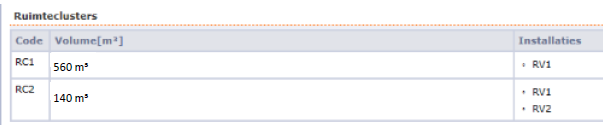 Ruimteclusters
Code Volume[m³] Installaties
RC1 560 m³ • RV1
RC2 140 m³ • RV1
• RV2